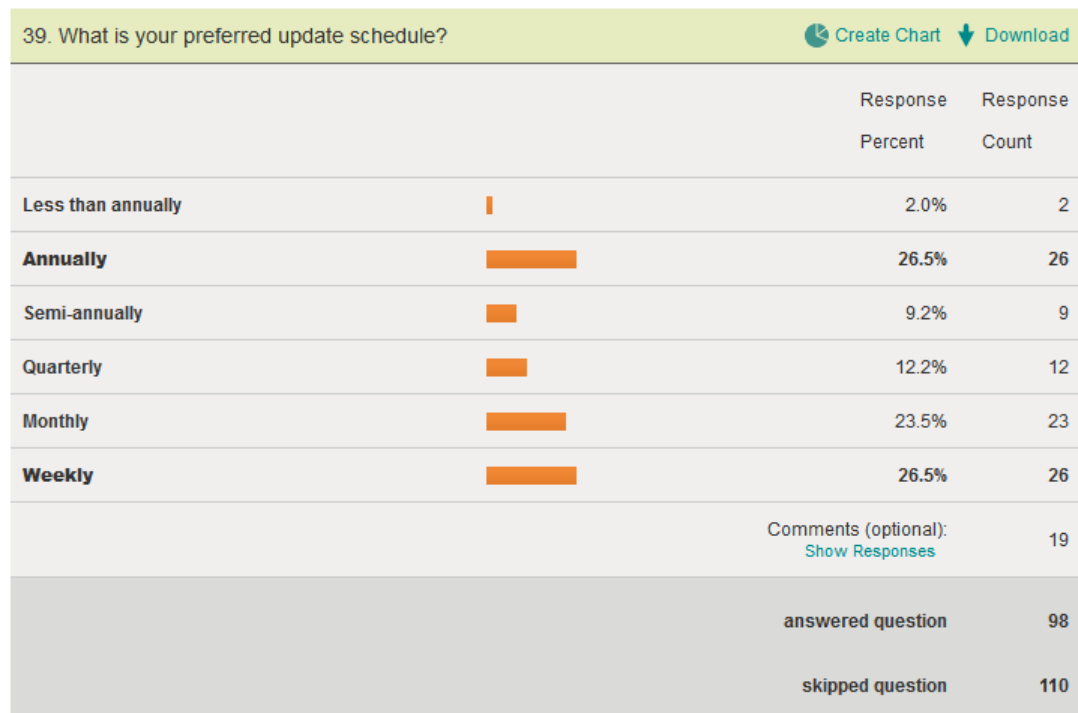 39. What is your preferred update schedule? Create Chart Download
Response Response
Percent Count
Less than annually 2.0% 2
Annually 26.5% 26
Semi-annually 9.2% 9
Quarterly 12.2% 12
Monthly 23.5% 23
Weekly 26.5% 26
Comments (optional): 19
Show Responses
answered question 98
skipped question 110